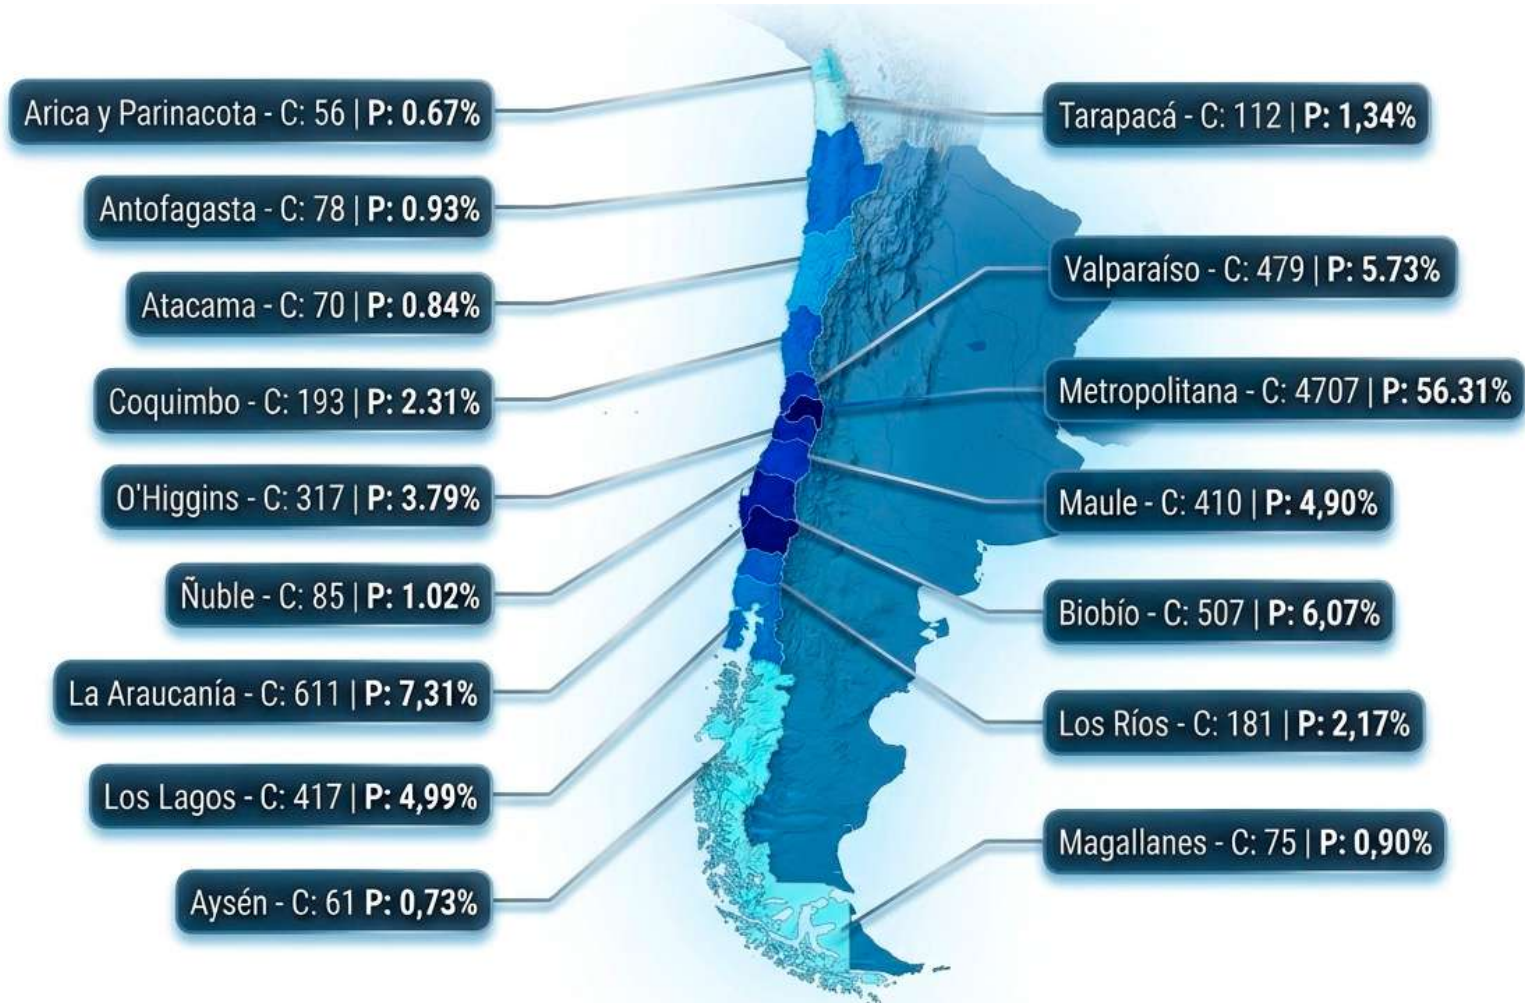 Arica y Parinacota - C: 56 | P: 0.67%
Antofagasta - C: 78 | P: 0.93%
Atacama - C: 70 | P: 0.84%
Coquimbo - C: 193 | P: 2.31%
O'Higgins - C: 317 | P: 3.79%
Ñuble - C: 85 | P: 1.02%
La Araucanía - C: 611 | P: 7,31%
Los Lagos - C: 417 | P: 4,99%
Aysén - C: 61 P: 0,73%
Tarapacá - C: 112 | P: 1,34%
Valparaíso - C: 479 | P: 5.73%
Metropolitana - C: 4707 | P: 56.31%
Maule - C: 410 | P: 4,90%
Biobío - C: 507 | P: 6,07%
Los Ríos - C: 181 | P: 2,17%
Magallanes - C: 75 | P: 0,90%